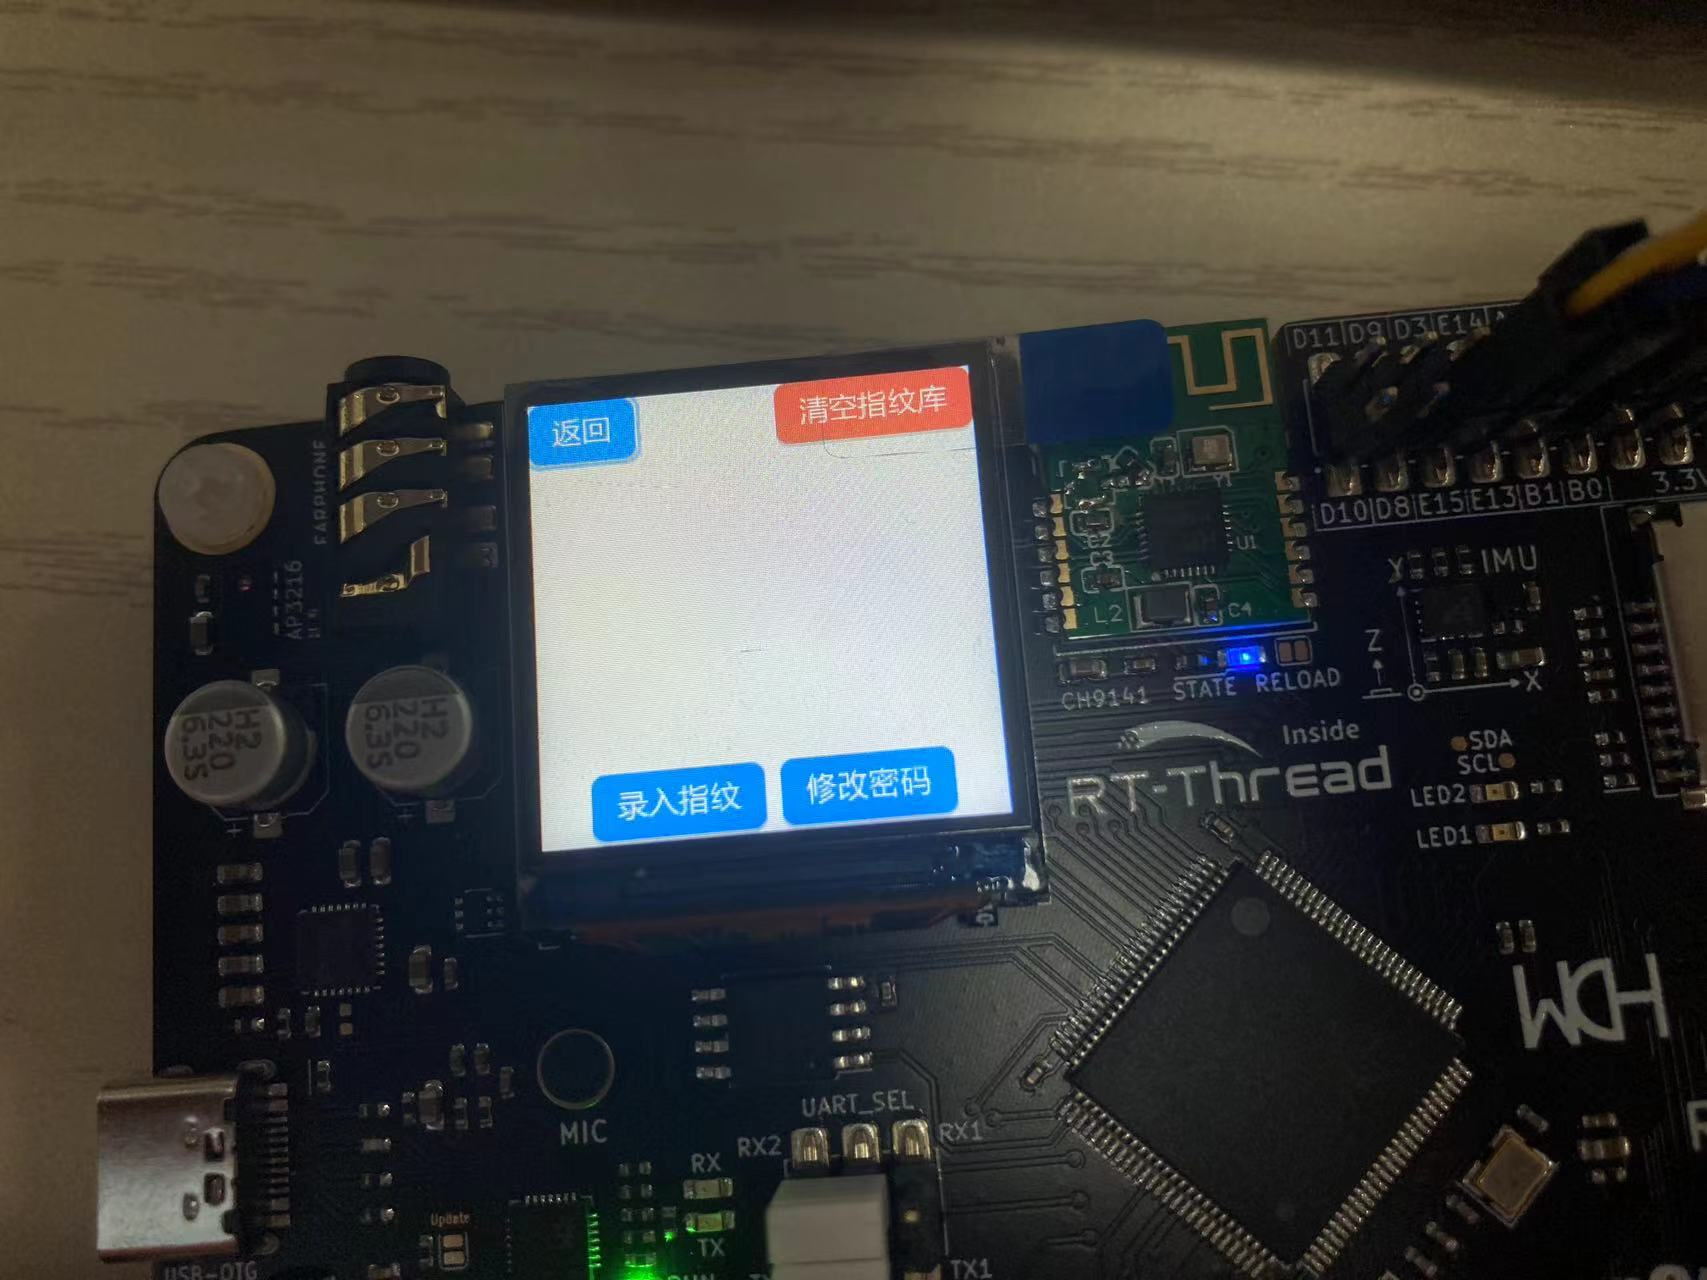 返回
清空指纹库
录入指纹
修改密码
EARPHONE
AP3216
H2
220
6.3S
H2
220
6.3S
D11 D9 D3 E14
D10 D8 E15 E13 B1 B0 3.3V
Y1
U1
C2
C3
L2
C4
CH9141 STATE RELOAD
IMU
Y
Z
X
Inside
RT-Thread
SDA
SCL
LED2
LED1
HDM
MIC
UART_SEL
RX2
RX1
RX
TX
TX1
Update
USB-OTG